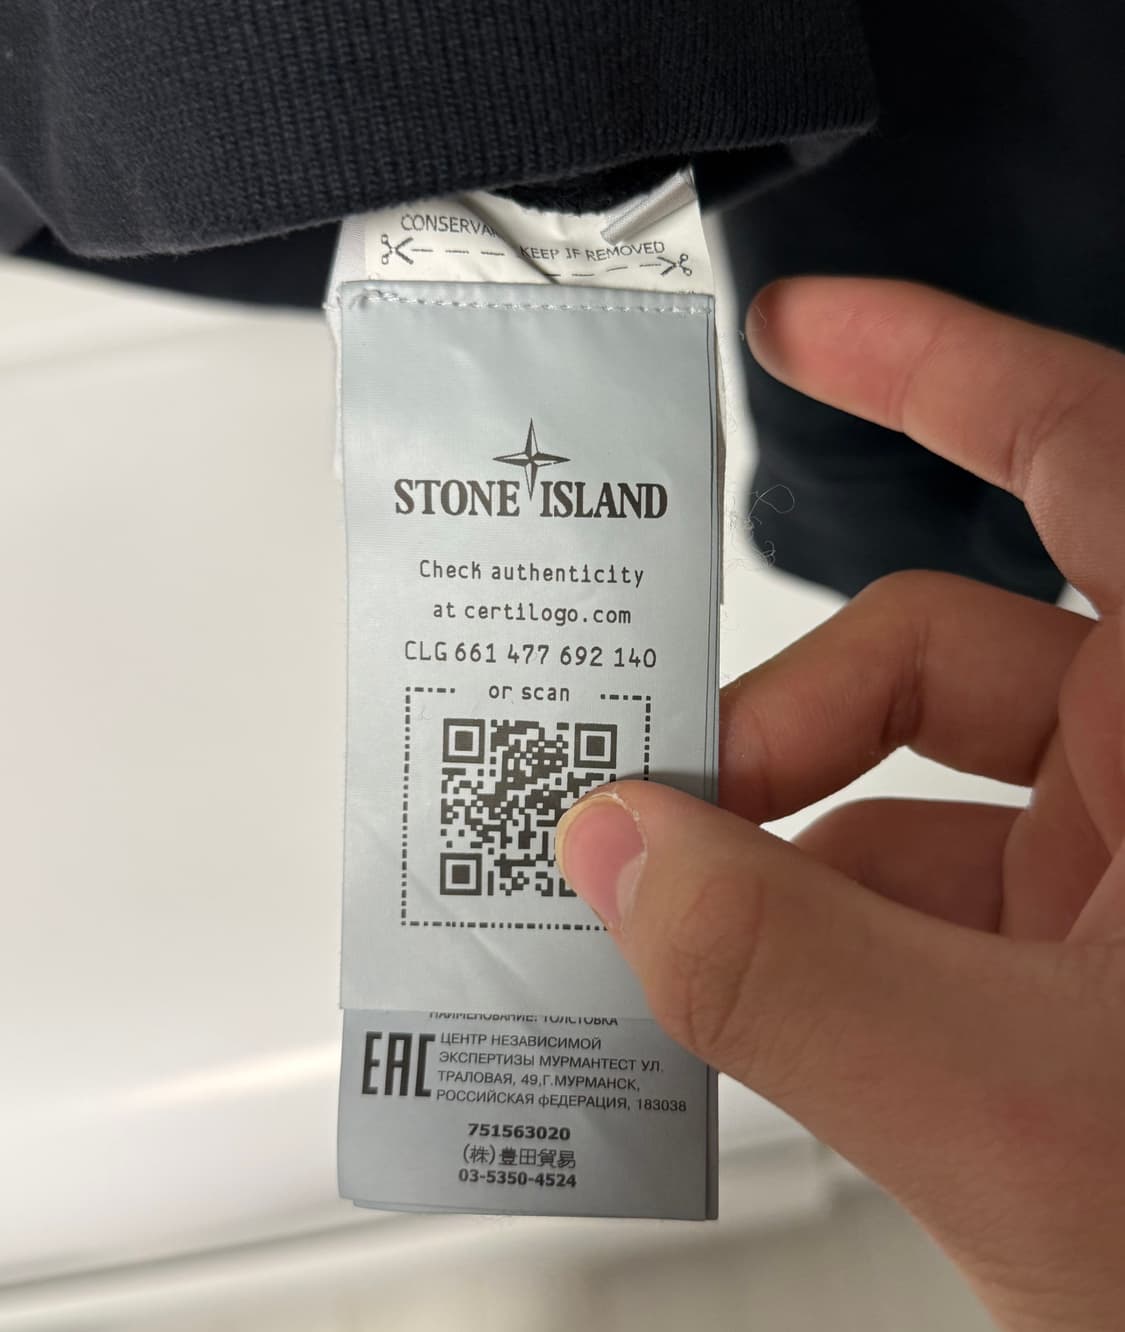 CONSERVA
KEEP IF REMOVED
STONE ISLAND
Check authenticity
at certilogo.com
CLG 661 477 692 140
or scan
НАИМЕНОВАНИЕ: ТОЛСТОВКА
EAC
ЦЕНТР НЕЗАВИСИМОЙ
ЭКСПЕРТИЗЫ МУРМАНТЕСТ УЛ.
ТРАЛОВАЯ, 49,Г.МУРМАНСК,
РОССИЙСКАЯ фЕДЕРАЦИЯ, 183038
751563020
(株)豊田貿易
03-5350-4524